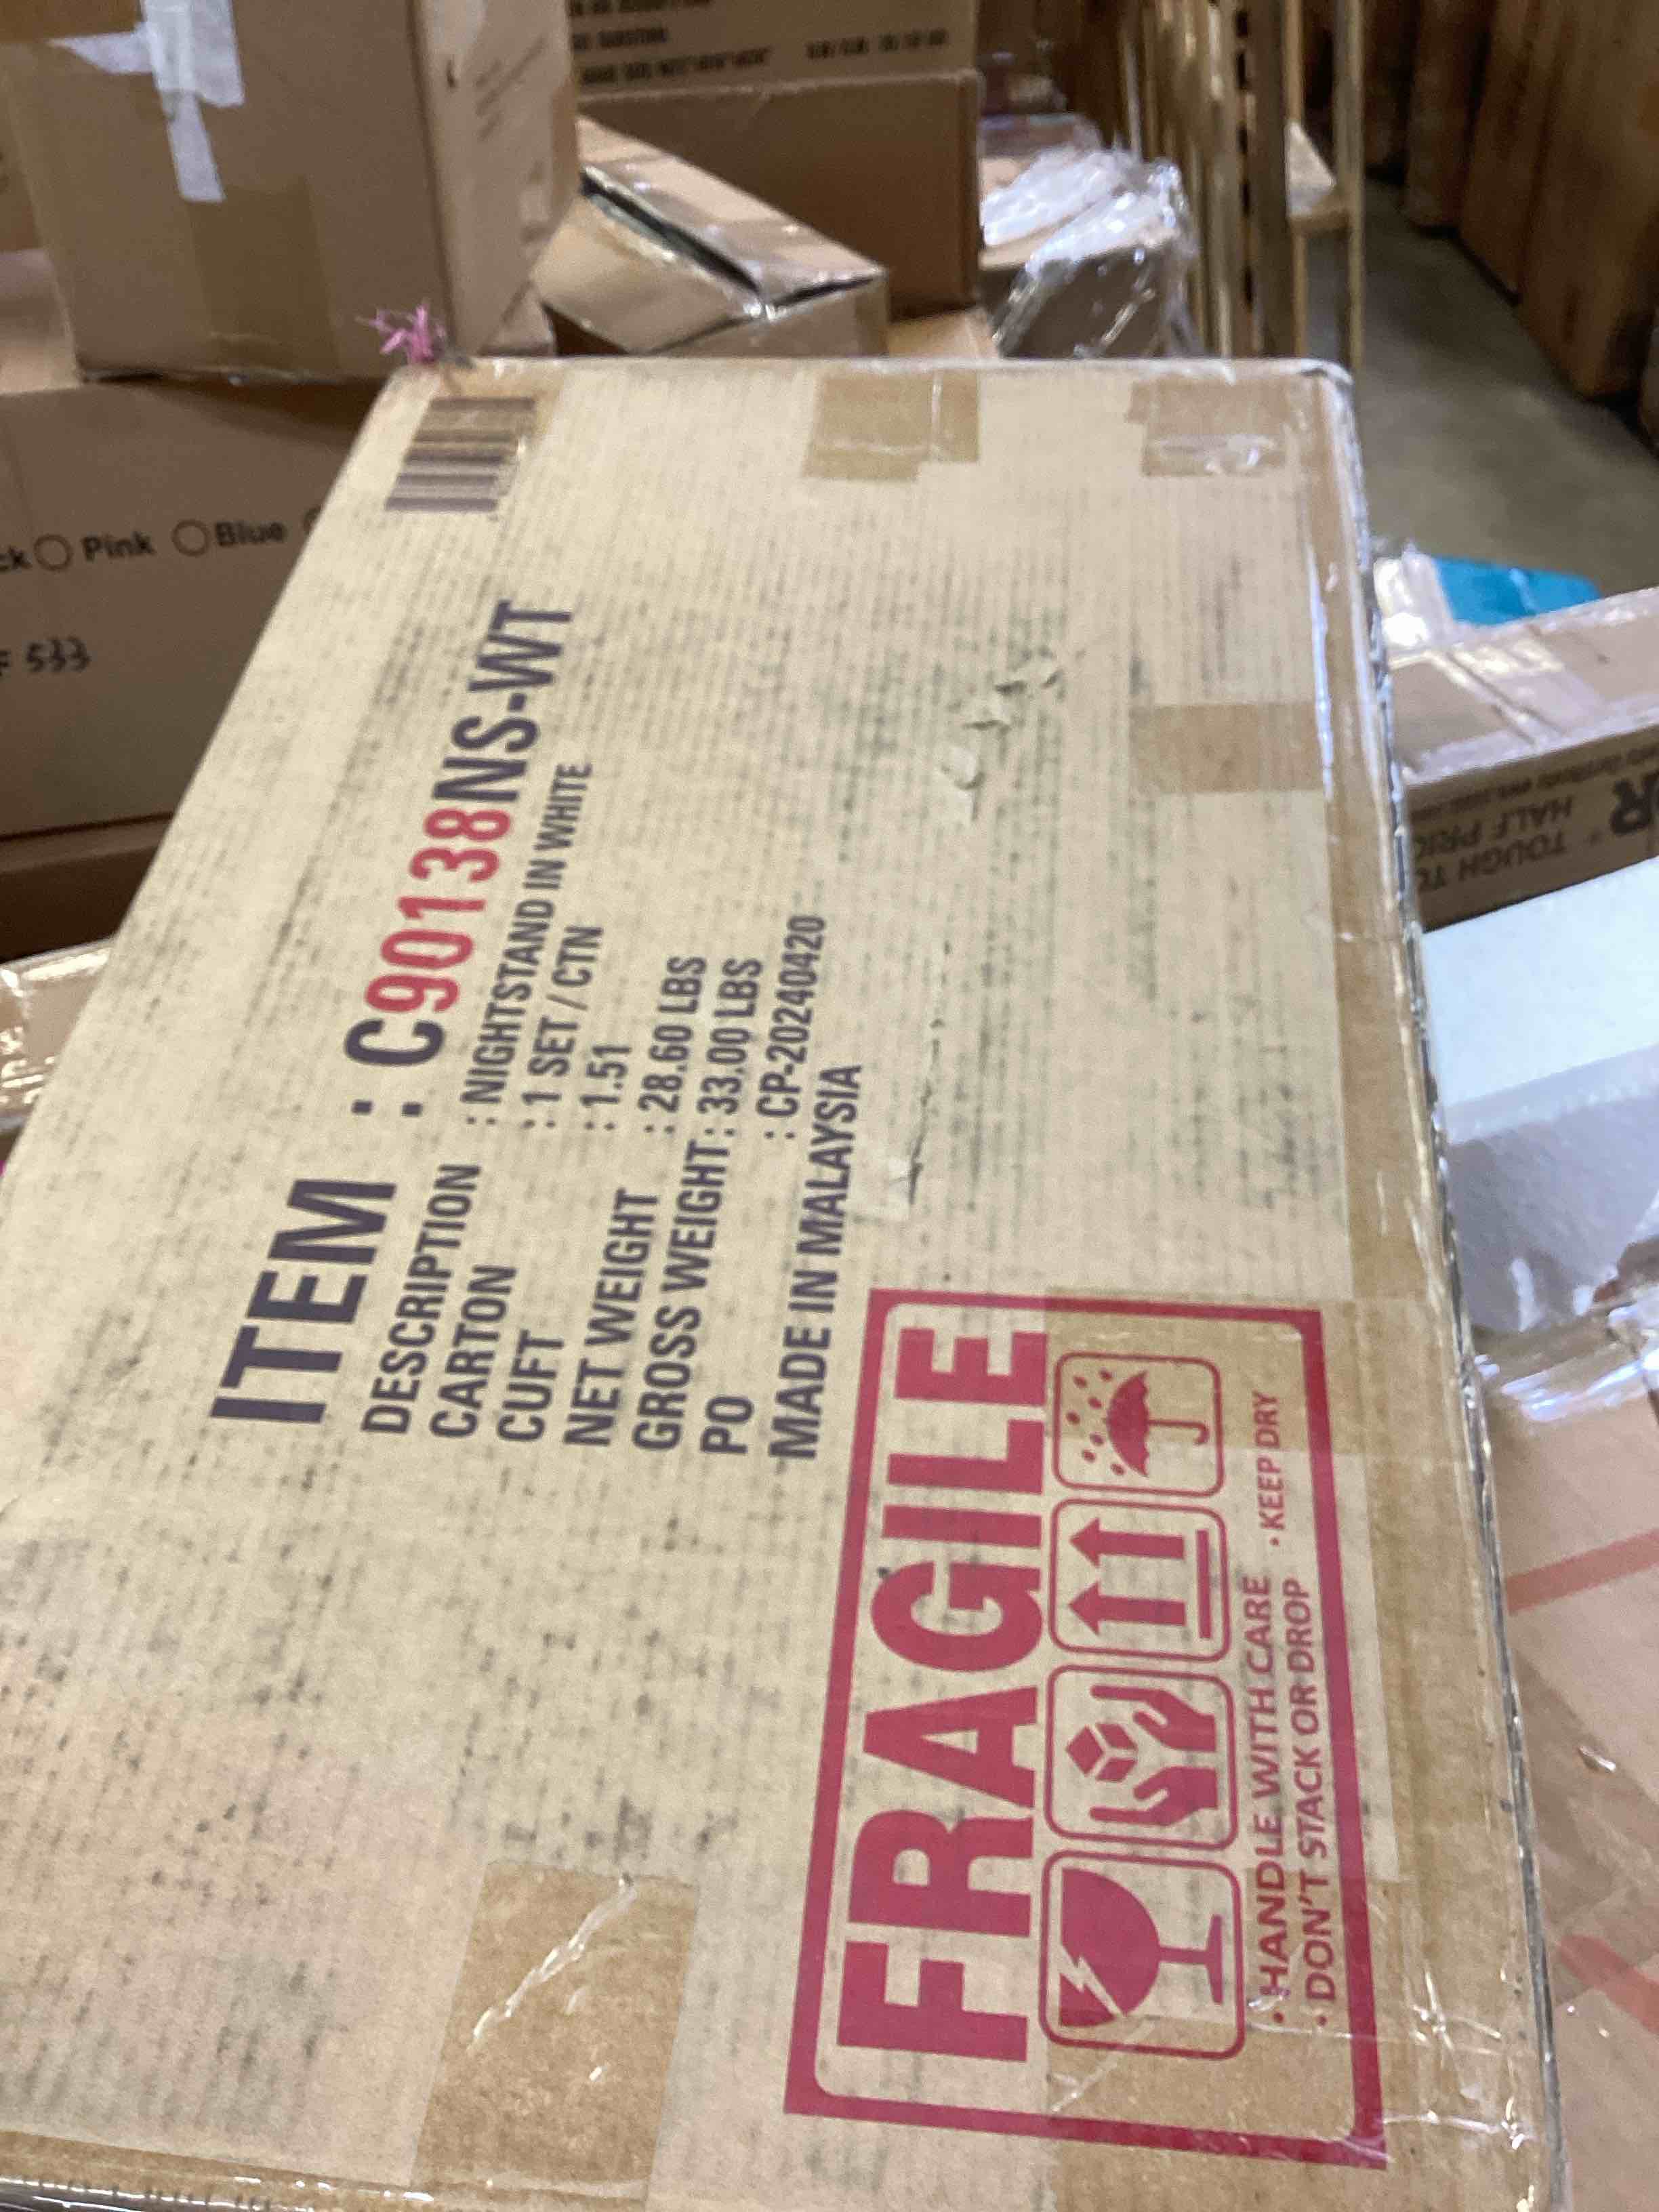 ITEM : C90138NS-WT
DESCRIPTION : NIGHTSTAND IN WHITE
CARTON : 1 SET / CTN
CUFT : 1.51
NET WEIGHT : 28.60 LBS
GROSS WEIGHT : 33.00 LBS
PO : CP-20240420
MADE IN MALAYSIA
FRAGILE
• HANDLE WITH CARE • KEEP DRY
• DON'T STACK OR DROP
ck Pink Blue
533
TOUGH
HALF